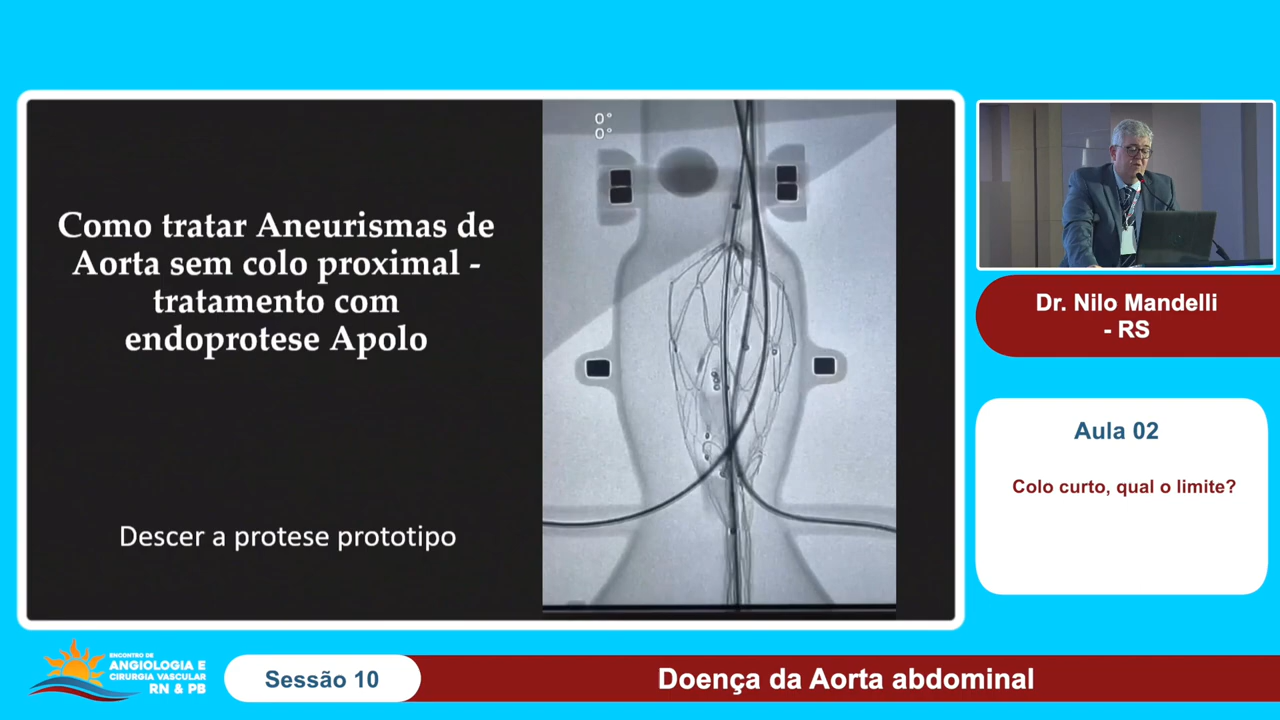 Como tratar Aneurismas de
Aorta sem colo proximal -
tratamento com
endoprotese Apolo
Descer a protese prototipo
0°
0°
Dr. Nilo Mandelli
- RS
Aula 02
Colo curto, qual o limite?
ENCONTRO DE
ANGIOLOGIA E
CIRURGIA VASCULAR
RN & PB
Sessão 10
Doença da Aorta abdominal